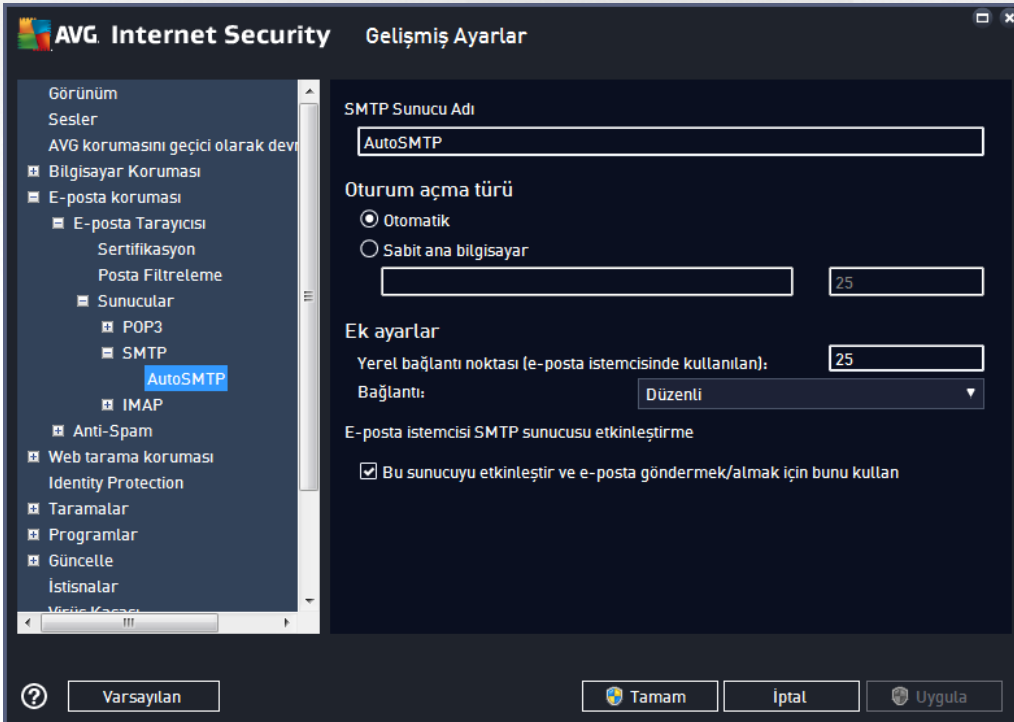 AVG. Internet Security Gelişmiş Ayarlar
Görünüm
Sesler
AVG korumasını geçici olarak devr
Bilgisayar Koruması
E-posta koruması
E-posta Tarayıcısı
Sertifikasyon
Posta Filtreleme
Sunucular
POP3
SMTP
AutoSMTP
IMAP
Anti-Spam
Web tarama koruması
Identity Protection
Taramalar
Programlar
Güncelle
İstisnalar
Virüs Kasası
SMTP Sunucu Adı
AutoSMTP
Oturum açma türü
Otomatik
Sabit ana bilgisayar
25
Ek ayarlar
Yerel bağlantı noktası (e-posta istemcisinde kullanılan): 25
Bağlantı: Düzenli
E-posta istemcisi SMTP sunucusu etkinleştirme
Bu sunucuyu etkinleştir ve e-posta göndermek/almak için bunu kullan
Varsayılan Tamam İptal Uygula